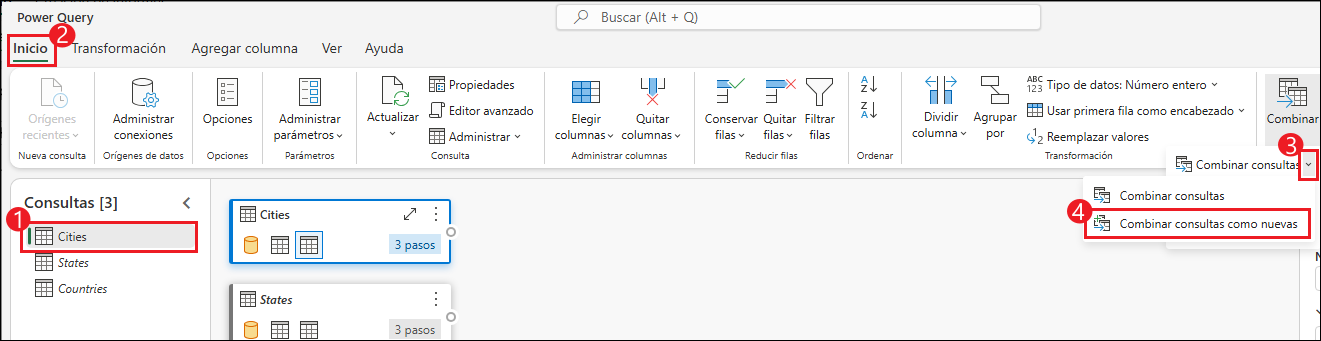 Power Query
Buscar (Alt + Q)
2
Inicio Transformación Agregar columna Ver Ayuda
Orígenes recientes
Nueva consulta
Administrar conexiones
Orígenes de datos
Opciones
Opciones
Administrar parámetros
Parámetros
Actualizar
Propiedades
Editor avanzado
Administrar
Consulta
Elegir columnas
Quitar columnas
Administrar columnas
Conservar filas
Quitar filas
Filtrar filas
Reducir filas
A
Z
Z
A
Ordenar
Dividir columna
Agrupar por
ABC
123
Tipo de datos: Número entero
Usar primera fila como encabezado
1
2
Reemplazar valores
Transformación
Combinar
3
Combinar consultas
Combinar consultas
4
Combinar consultas como nuevas
Consultas [3]
1
Cities
States
Countries
Cities
3 pasos
States
3 pasos